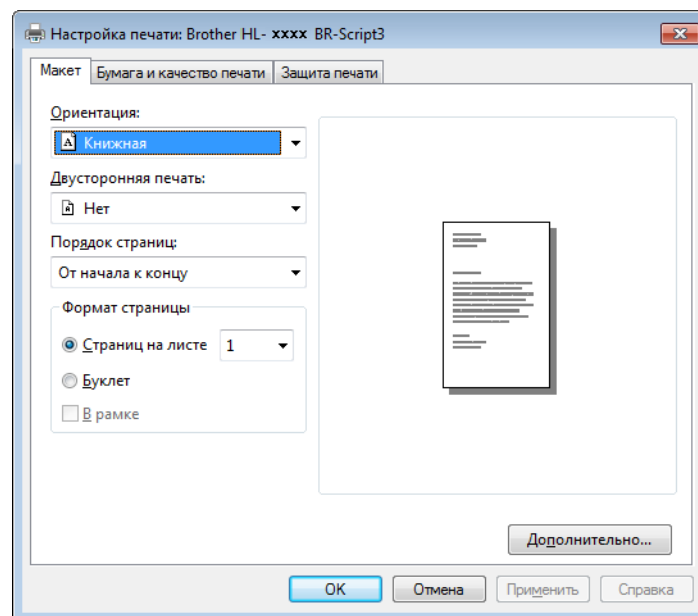 Настройка печати: Brother HL- xxxx BR-Script3
Макет Бумага и качество печати Защита печати
Ориентация:
Книжная
Двусторонняя печать:
Нет
Порядок страниц:
От начала к концу
Формат страницы
Страниц на листе 1
Буклет
В рамке
Дополнительно...
OK Отмена Применить Справка